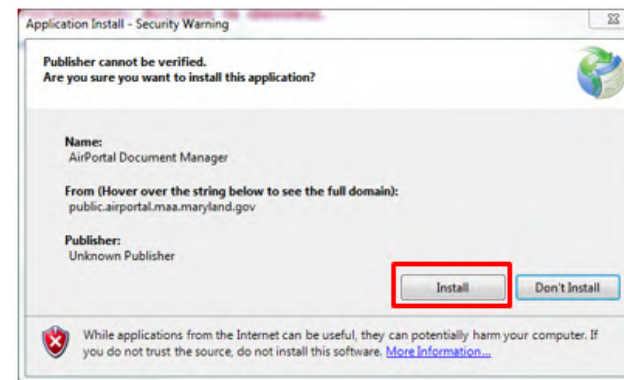 Application Install - Security Warning
Publisher cannot be verified.
Are you sure you want to install this application?
Name:
AirPortal Document Manager
From (Hover over the string below to see the full domain):
public.airportal.maa.maryland.gov
Publisher:
Unknown Publisher
Install
Don't Install
While applications from the Internet can be useful, they can potentially harm your computer. If
you do not trust the source, do not install this software. More Information...